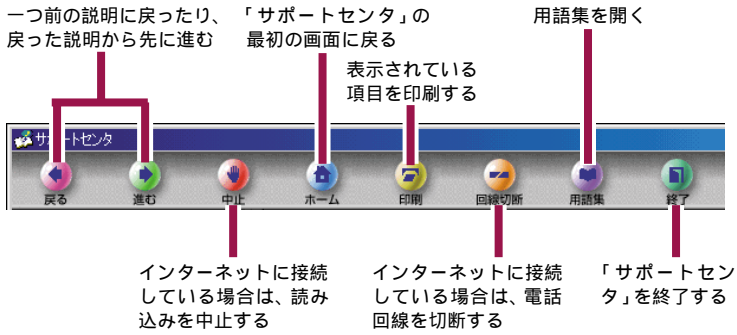 一つ前の説明に戻ったり、
戻った説明から先に進む
「サポートセンタ」の
最初の画面に戻る
用語集を開く
表示されている
項目を印刷する
サポートセンタ
戻る
進む
中止
ホーム
印刷
回線切断
用語集
終了
インターネットに接続
している場合は、読み
込みを中止する
インターネットに接続
している場合は、電話
回線を切断する
「サポートセン
タ」を終了する